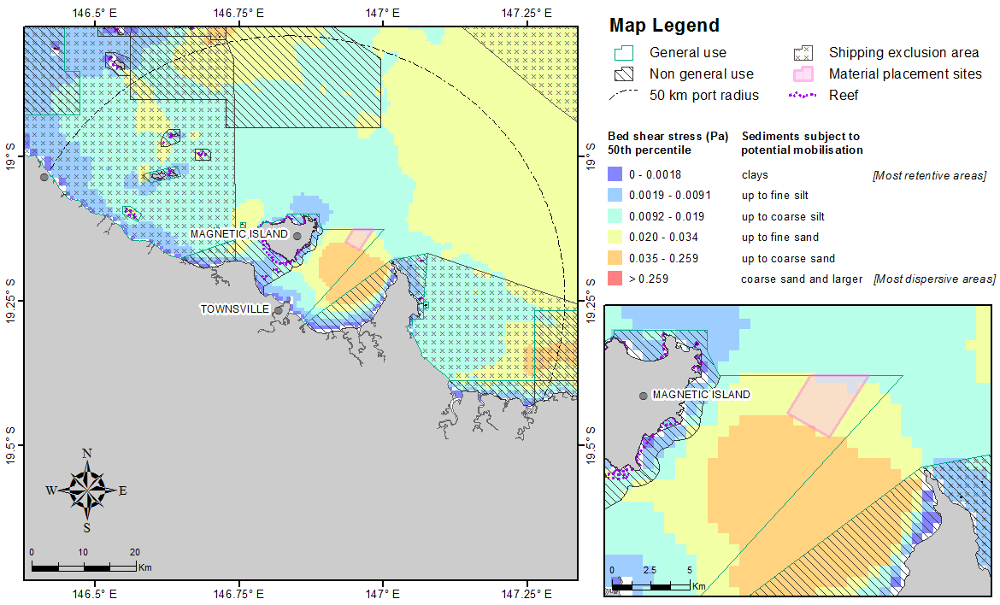 146.5° E 146.75° E 147° E 147.25° E
19° S
19.25° S
19.5° S
MAGNETIC ISLAND
TOWNSVILLE
N
W E
S
0 10 20
Km
146.5° E 146.75° E 147° E 147.25° E
19° S
19.25° S
19.5° S
Map Legend
General use
Non general use
50 km port radius
Shipping exclusion area
Material placement sites
Reef
Bed shear stress (Pa) Sediments subject to
50th percentile potential mobilisation
0 - 0.0018 clays [Most retentive areas]
0.0019 - 0.0091 up to fine silt
0.0092 - 0.019 up to coarse silt
0.020 - 0.034 up to fine sand
0.035 - 0.259 up to coarse sand
> 0.259 coarse sand and larger [Most dispersive areas]
MAGNETIC ISLAND
0 2.5 5
Km